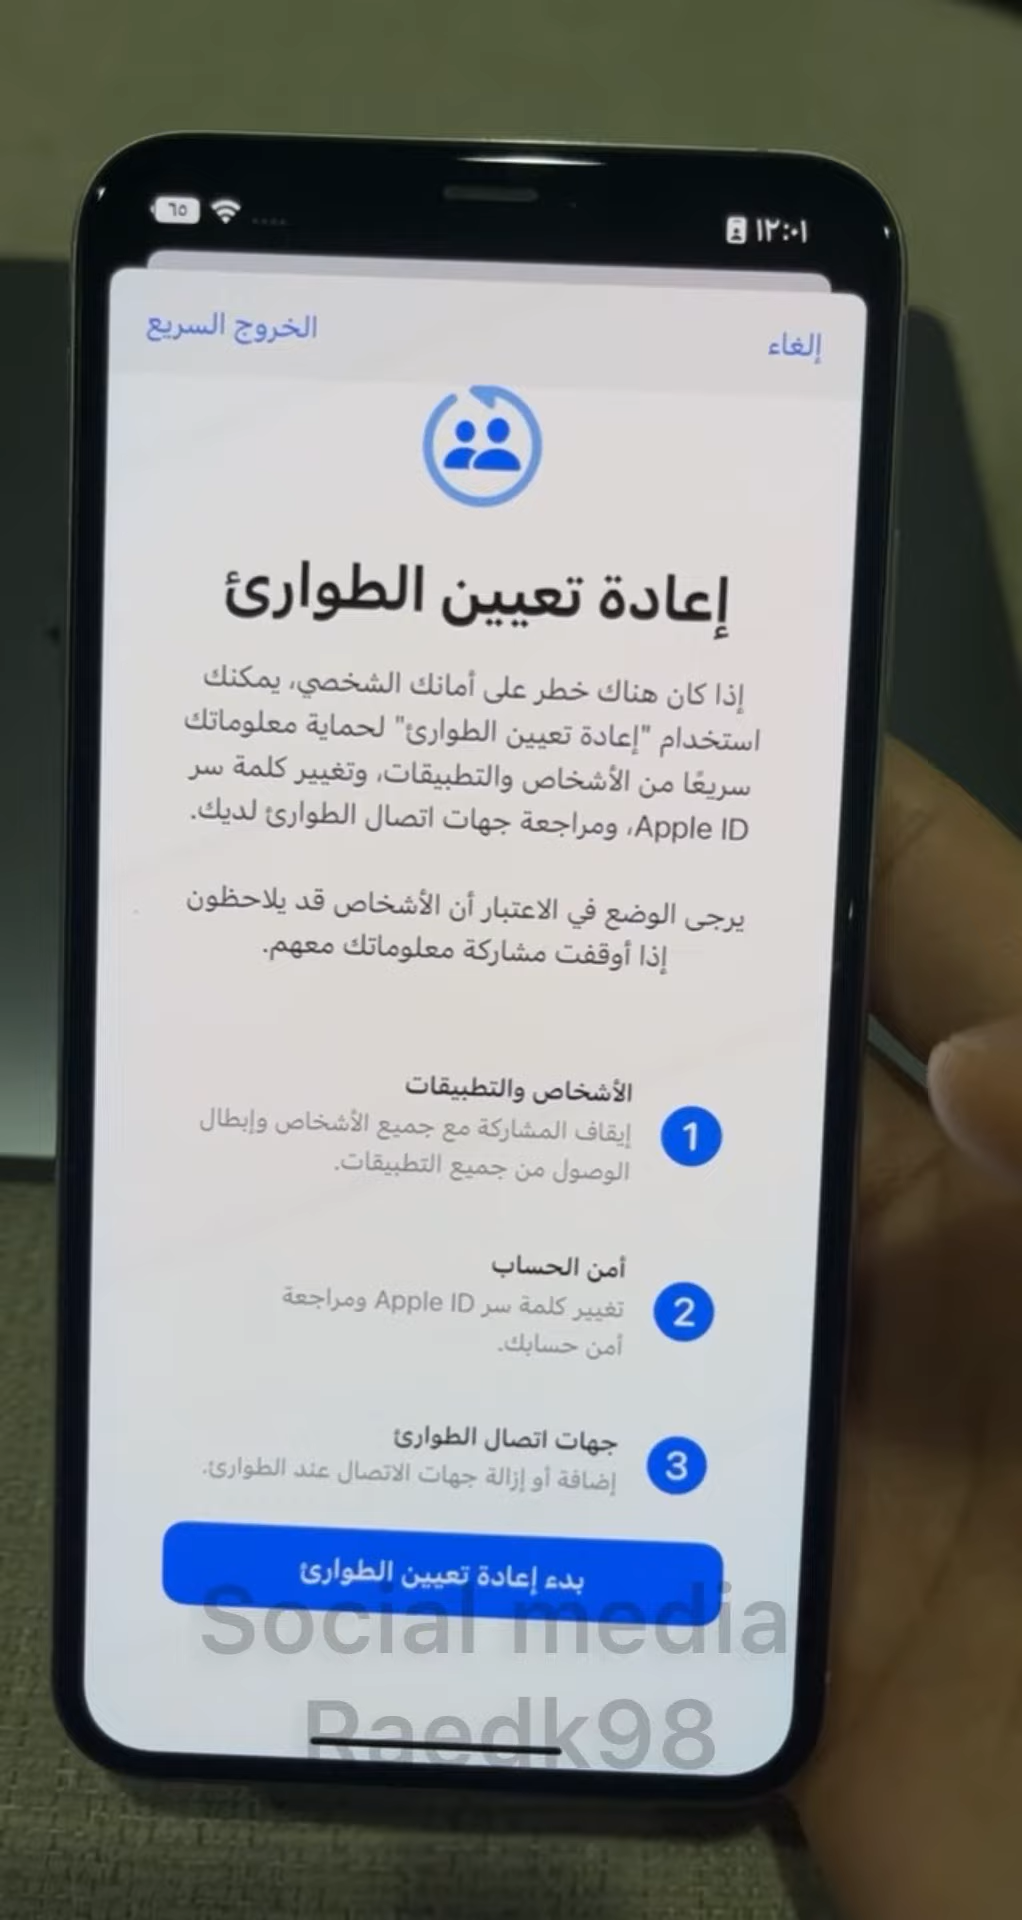 ١٢:٠١
٦٥
إلغاء
الخروج السريع
إعادة تعيين الطوارئ
إذا كان هناك خطر على أمانك الشخصي، يمكنك
استخدام "إعادة تعيين الطوارئ" لحماية معلوماتك
سريعًا من الأشخاص والتطبيقات، وتغيير كلمة سر
Apple ID، ومراجعة جهات اتصال الطوارئ لديك.
يرجى الوضع في الاعتبار أن الأشخاص قد يلاحظون
إذا أوقفت مشاركة معلوماتك معهم.
1
الأشخاص والتطبيقات
إيقاف المشاركة مع جميع الأشخاص وإبطال
الوصول من جميع التطبيقات.
2
أمن الحساب
تغيير كلمة سر Apple ID ومراجعة
أمن حسابك.
3
جهات اتصال الطوارئ
إضافة أو إزالة جهات الاتصال عند الطوارئ.
بدء إعادة تعيين الطوارئ
Social media
Raedk98